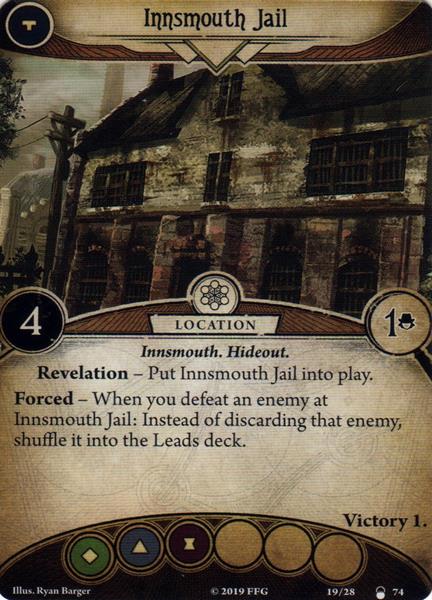 Innsmouth Jail
4
LOCATION
1
Innsmouth. Hideout.
Revelation – Put Innsmouth Jail into play.
Forced – When you defeat an enemy at
Innsmouth Jail: Instead of discarding that enemy,
shuffle it into the Leads deck.
Victory 1.
Illus. Ryan Barger
© 2019 FFG
19/28
74